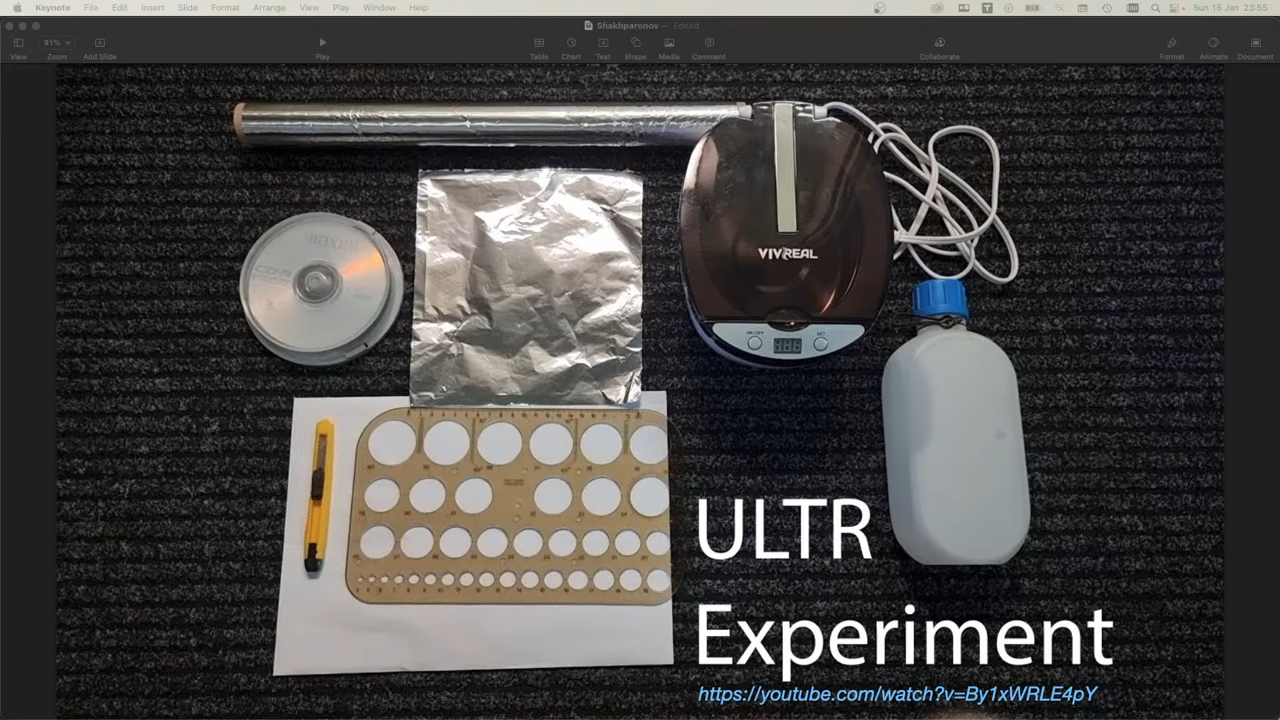 Keynote File Edit Insert Slide Format Arrange View Play Window Help
Sun 15 Jan 23:55
Shakhparonov — Edited
91%
View Zoom Add Slide Play Table Chart Text Shape Media Comment Collaborate Format Animate Document
VIVREAL
ON/OFF SET
maxell
ULTR
Experiment
https://youtube.com/watch?v=By1xWRLE4pY